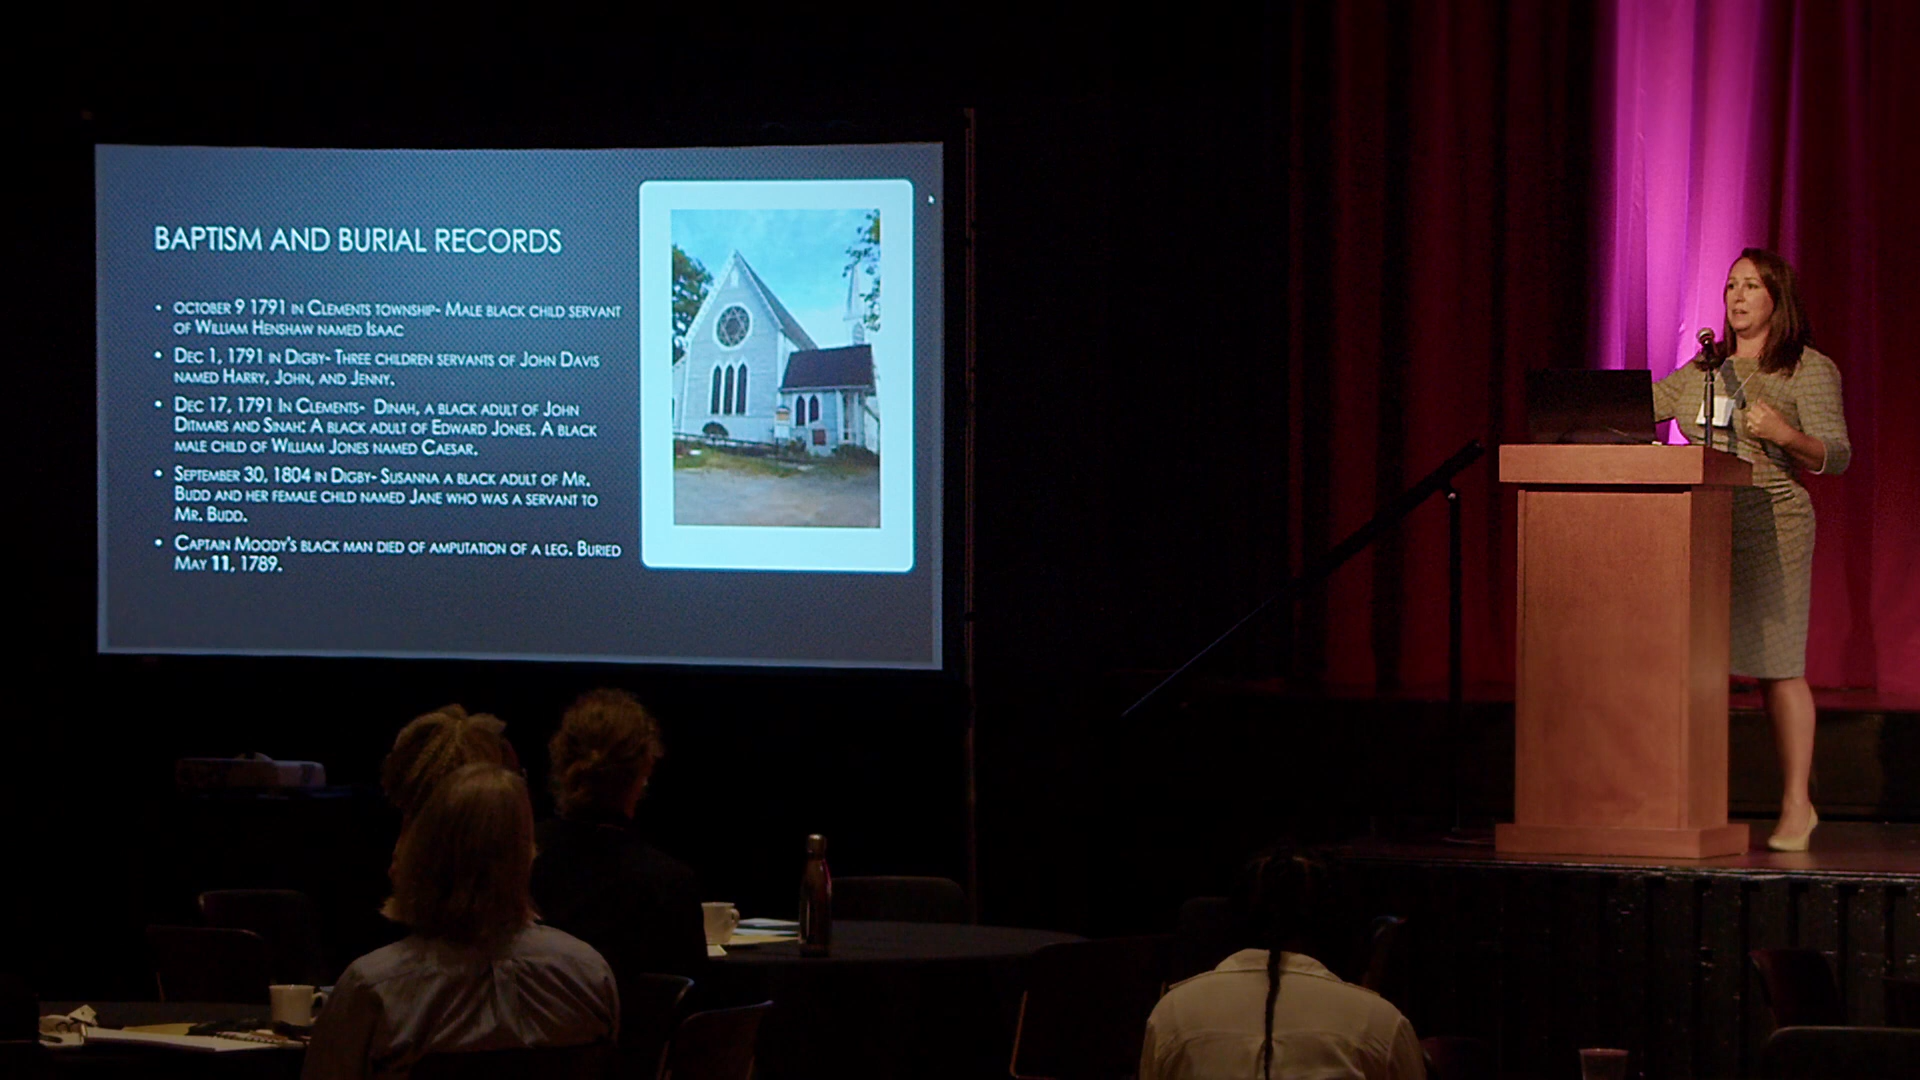 BAPTISM AND BURIAL RECORDS
• OCTOBER 9 1791 IN CLEMENTS TOWNSHIP- MALE BLACK CHILD SERVANT
OF WILLIAM HENSHAW NAMED ISAAC
• DEC 1, 1791 IN DIGBY- THREE CHILDREN SERVANTS OF JOHN DAVIS
NAMED HARRY, JOHN, AND JENNY.
• DEC 17, 1791 IN CLEMENTS- DINAH, A BLACK ADULT OF JOHN
DITMARS AND SINAH: A BLACK ADULT OF EDWARD JONES. A BLACK
MALE CHILD OF WILLIAM JONES NAMED CAESAR.
• SEPTEMBER 30, 1804 IN DIGBY- SUSANNA A BLACK ADULT OF MR.
BUDD AND HER FEMALE CHILD NAMED JANE WHO WAS A SERVANT TO
MR. BUDD.
• CAPTAIN MOODY'S BLACK MAN DIED OF AMPUTATION OF A LEG. BURIED
MAY 11, 1789.